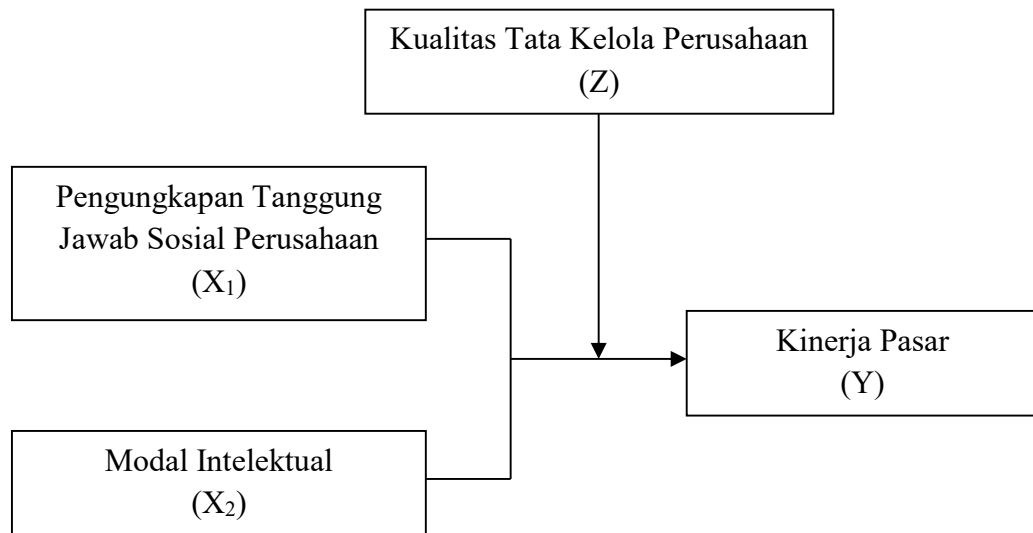 Kualitas Tata Kelola Perusahaan
(Z)
Pengungkapan Tanggung
Jawab Sosial Perusahaan
(X₁)
Kinerja Pasar
(Y)
Modal Intelektual
(X₂)